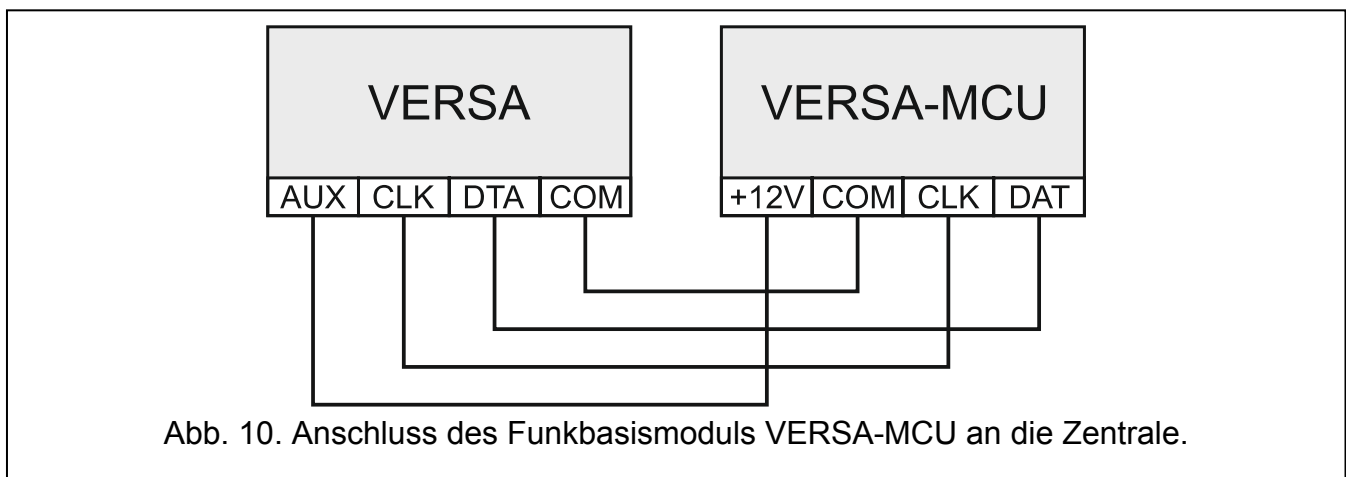 VERSA VERSA-MCU
AUX CLK DTA COM +12V COM CLK DAT
Abb. 10. Anschluss des Funkbasismoduls VERSA-MCU an die Zentrale.